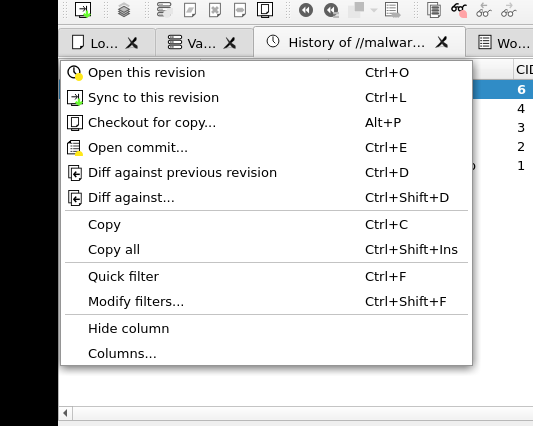 Lo...
Va...
History of //malwar...
Wo...
CID
6
4
3
2
1
Open this revision Ctrl+O
Sync to this revision Ctrl+L
Checkout for copy... Alt+P
Open commit... Ctrl+E
Diff against previous revision Ctrl+D
Diff against... Ctrl+Shift+D
Copy Ctrl+C
Copy all Ctrl+Shift+Ins
Quick filter Ctrl+F
Modify filters... Ctrl+Shift+F
Hide column
Columns...